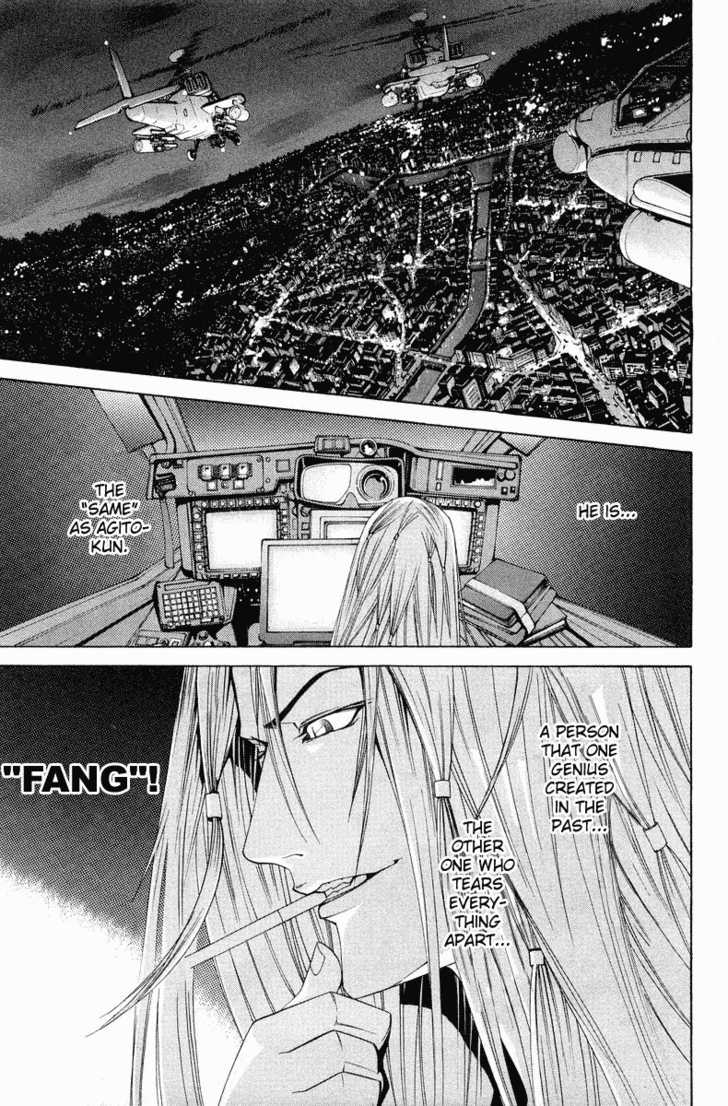 HE IS...
THE
"SAME"
AS AGITO-
KUN.
A PERSON
THAT ONE
GENIUS
CREATED
IN THE
PAST...
THE
OTHER
ONE WHO
TEARS
EVERY-
THING
APART...
"FANG"!